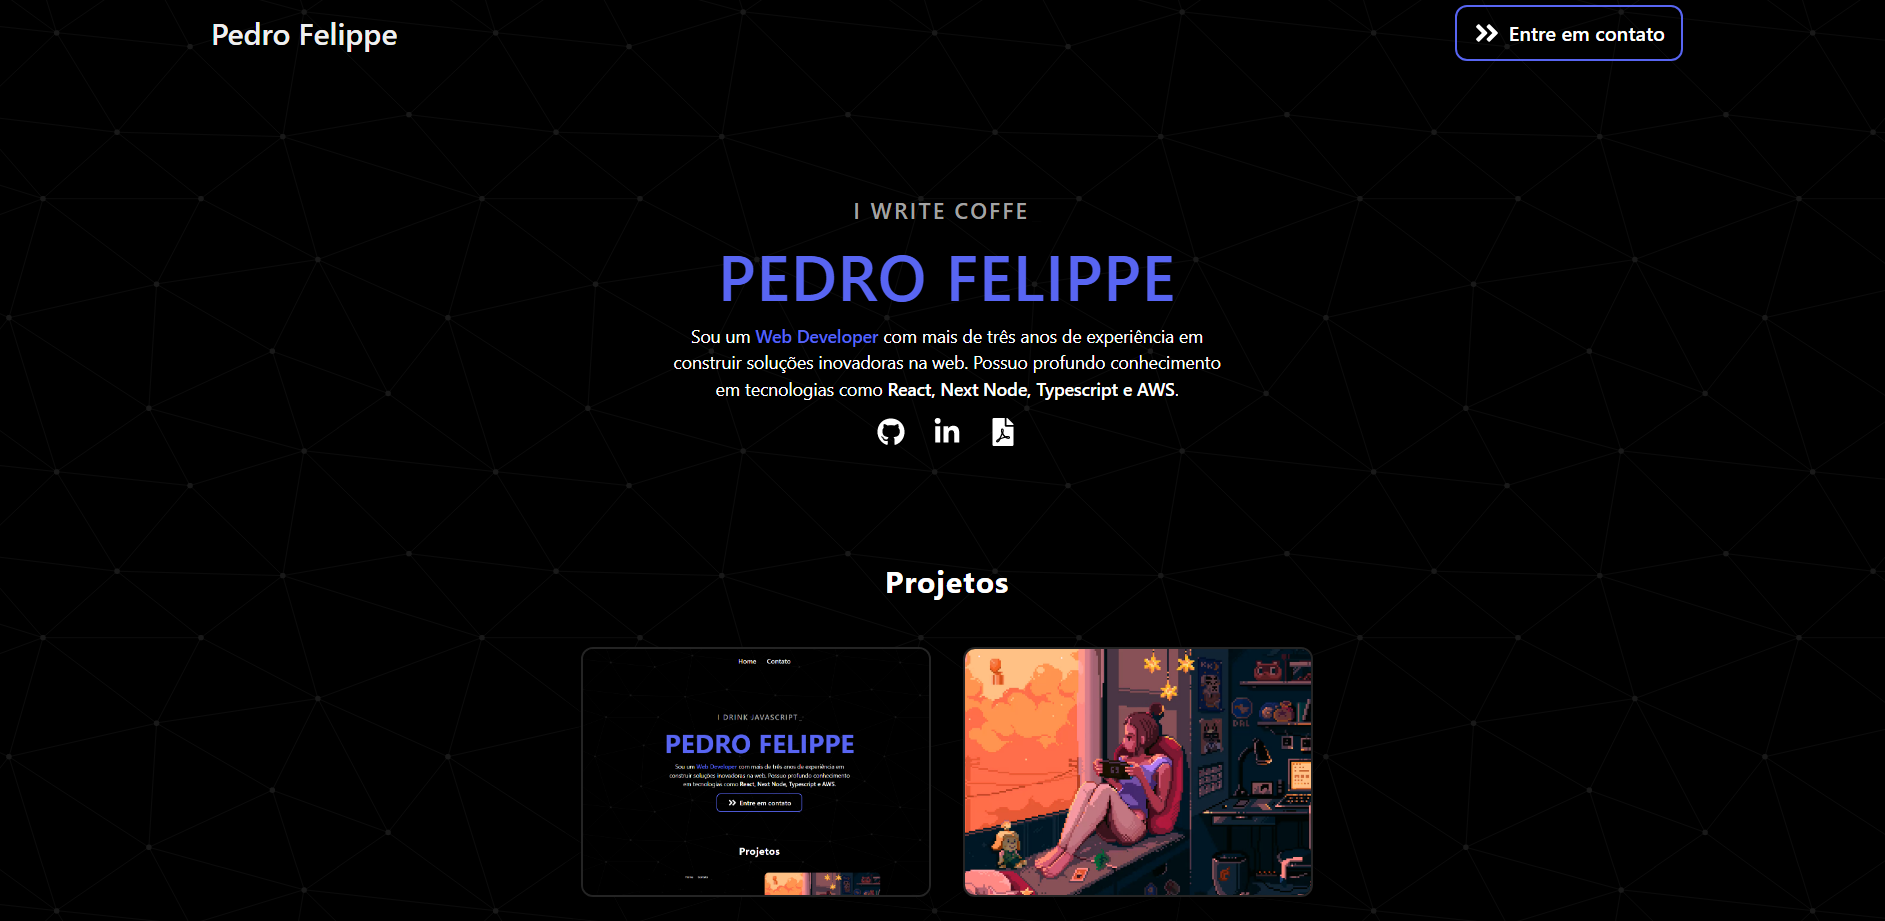 Pedro Felippe
Entre em contato
I WRITE COFFE
PEDRO FELIPPE
Sou um Web Developer com mais de três anos de experiência em
construir soluções inovadoras na web. Possuo profundo conhecimento
em tecnologias como React, Next Node, Typescript e AWS.
Projetos
Home Contato
I DRINK JAVASCRIPT_
PEDRO FELIPPE
Sou um Web Developer com mais de três anos de experiência em
construir soluções inovadoras na web. Possuo profundo conhecimento
em tecnologias como React, Next Node, Typescript e AWS.
Entre em contato
Projetos